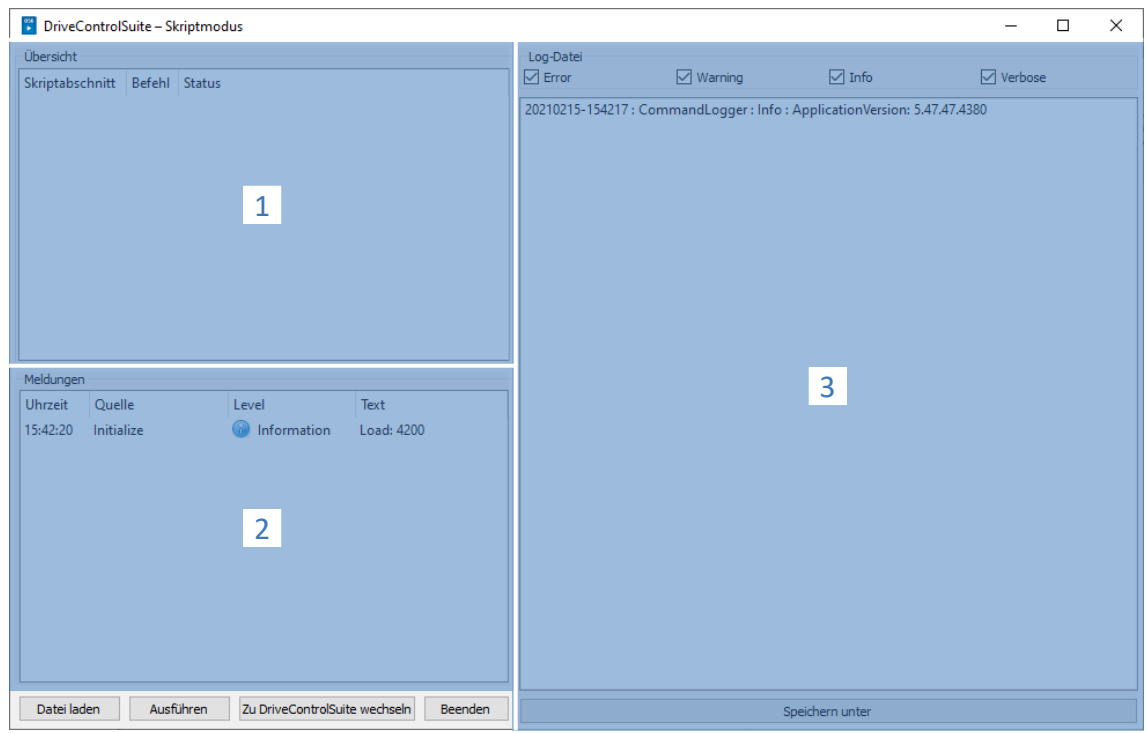 DriveControlSuite – Skriptmodus
Übersicht
Skriptabschnitt Befehl Status
1
Meldungen
Uhrzeit Quelle Level Text
15:42:20 Initialize Information Load: 4200
2
Datei laden Ausführen Zu DriveControlSuite wechseln Beenden
Log-Datei
Error Warning Info Verbose
20210215-154217 : CommandLogger : Info : ApplicationVersion: 5.47.47.4380
3
Speichern unter